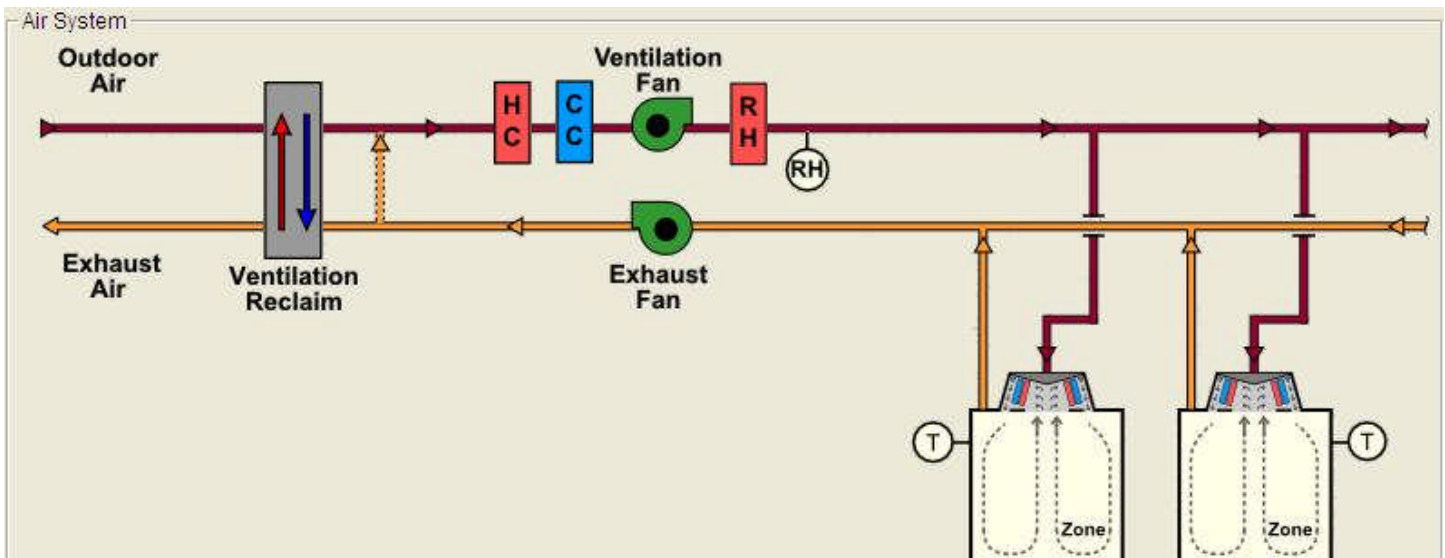 Air System
Outdoor
Air
Ventilation
Fan
H
C
C
C
R
H
RH
Exhaust
Air
Ventilation
Reclaim
Exhaust
Fan
T
T
Zone
Zone